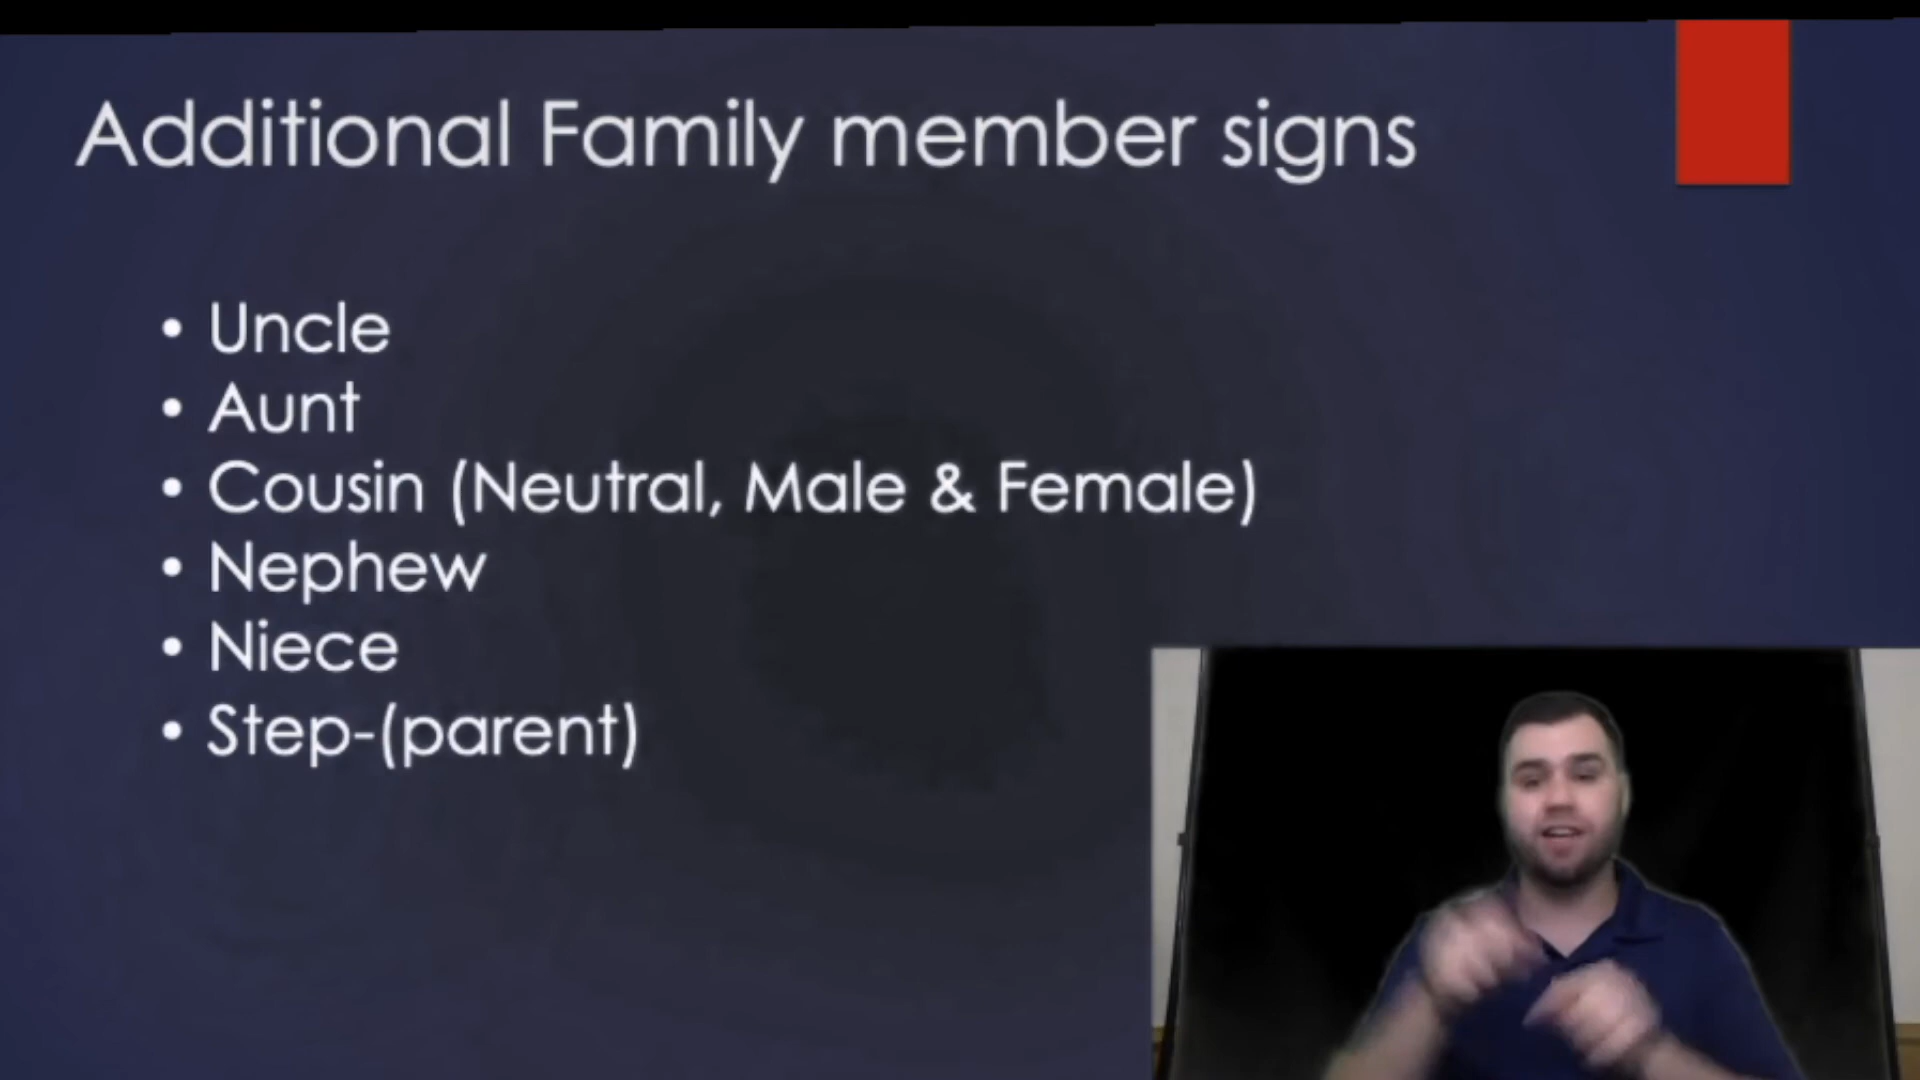 Additional Family member signs
• Uncle
• Aunt
• Cousin (Neutral, Male & Female)
• Nephew
• Niece
• Step-(parent)